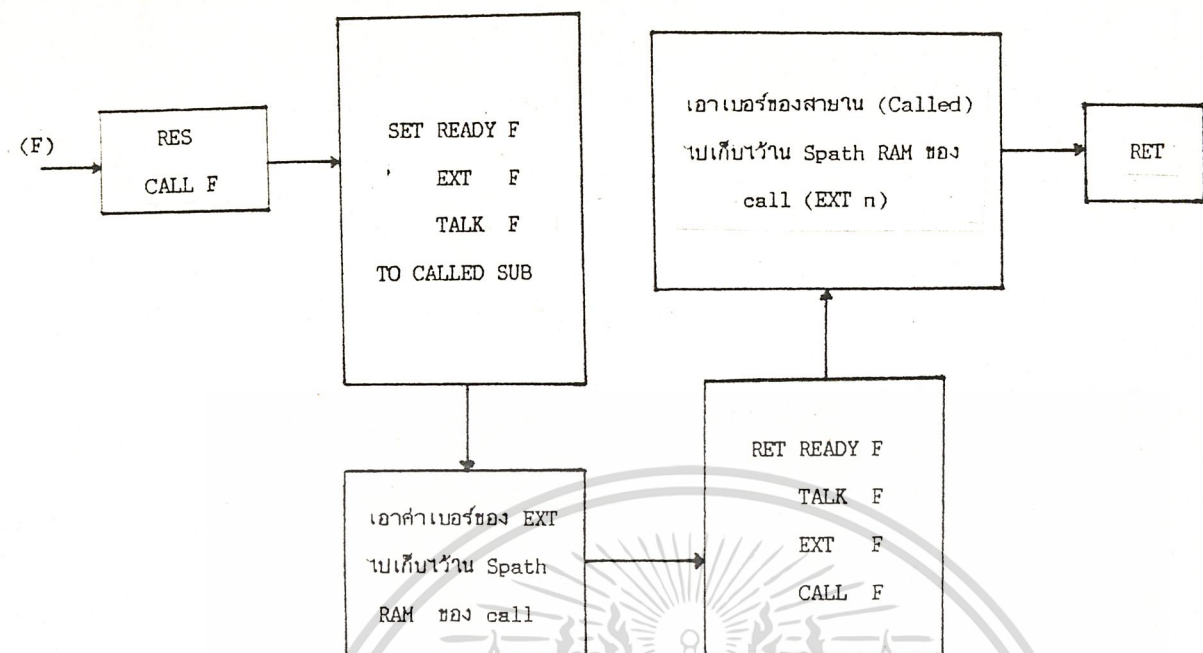 (F)
RES
CALL F
SET READY F
EXT F
TALK F
TO CALLED SUB
เอาค่าเบอร์ของ EXT
ไปเก็บไว้ใน Spath
RAM ของ call
RET READY F
TALK F
EXT F
CALL F
เอาเบอร์ของสายใน (Called)
ไปเก็บไว้ใน Spath RAM ของ
call (EXT n)
RET